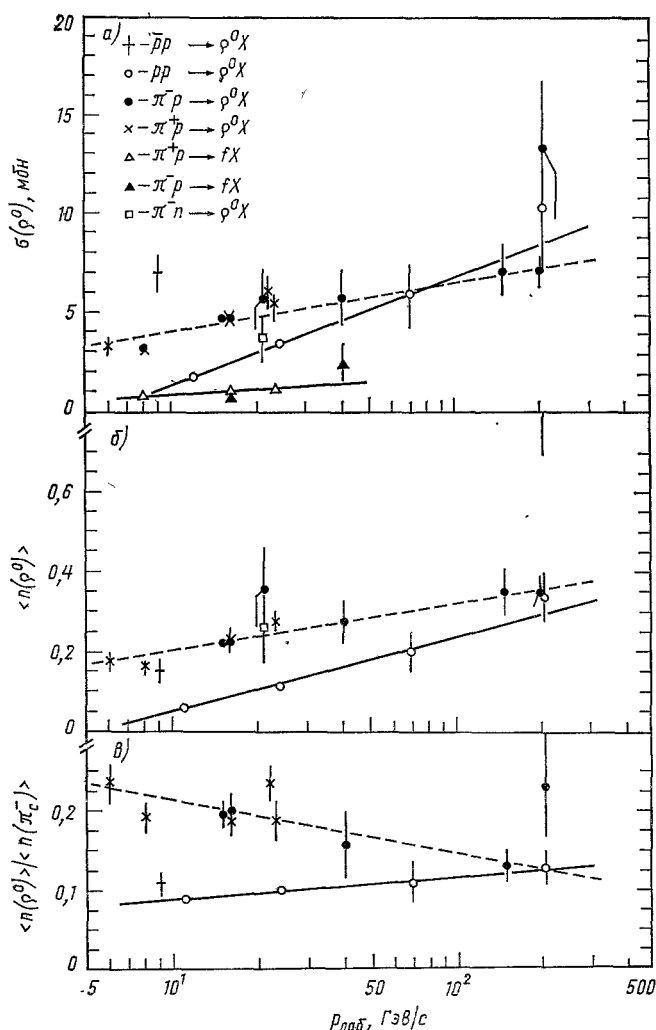 20
а)
p̄p → ρ⁰X
pp → ρ⁰X
π⁻p → ρ⁰X
π⁺p → ρ⁰X
π⁺p → fX
π⁻p → fX
π⁻n → ρ⁰X
15
10
5
0
σ(ρ⁰), мбн
б)
0,6
0,4
0,2
0
<n(ρ⁰)>
в)
0,2
0,1
0
<n(ρ⁰)>/<n(π⁻c)>
5 10¹ 50 10² 500
Pлаб, Гэв/с